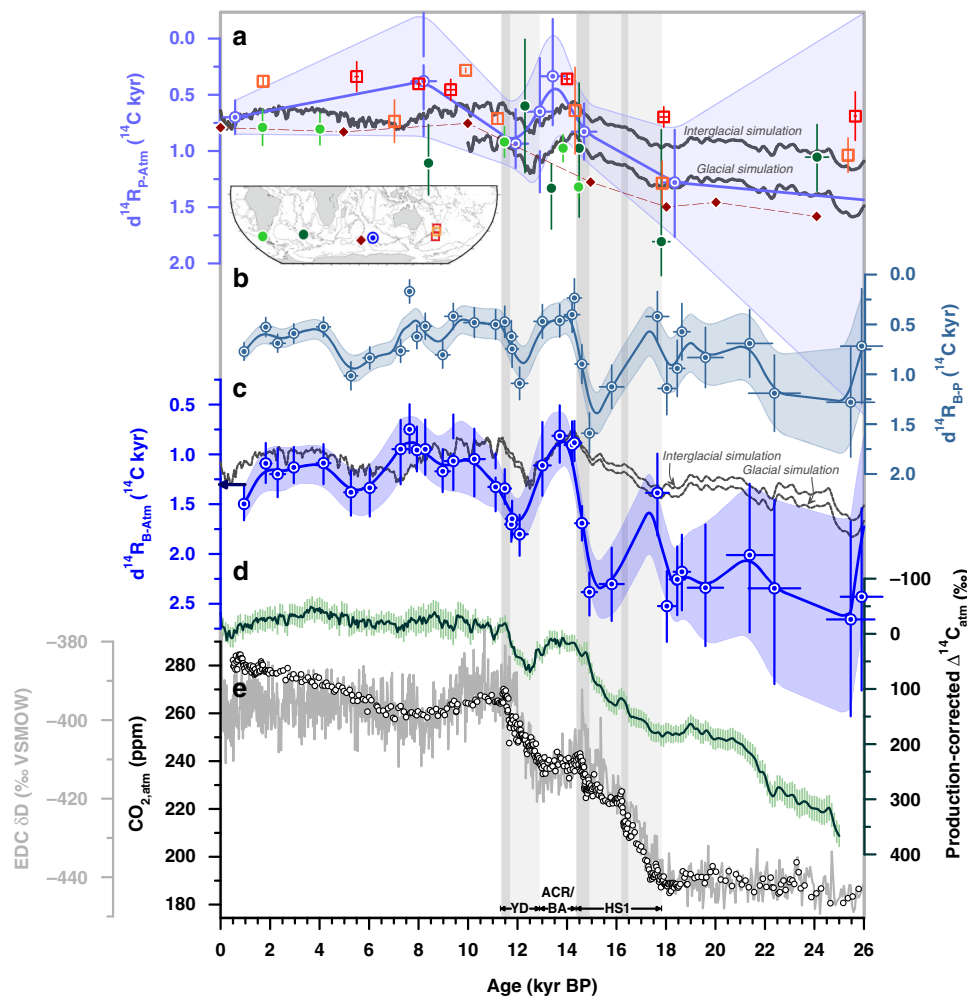 a
0.0
0.5
1.0
1.5
2.0
d¹⁴R_P-Atm (¹⁴C kyr)
Interglacial simulation
Glacial simulation
b
0.0
0.5
1.0
1.5
2.0
d¹⁴R_B-P (¹⁴C kyr)
c
0.5
1.0
1.5
2.0
2.5
d¹⁴R_B-Atm (¹⁴C kyr)
Interglacial simulation
Glacial simulation
d
−100
0
100
200
300
400
Production-corrected Δ¹⁴C_atm (‰)
e
−380
−400
−420
−440
EDC δD (‰ VSMOW)
280
260
240
220
200
180
CO₂,atm (ppm)
ACR/
YD BA HS1
0 2 4 6 8 10 12 14 16 18 20 22 24 26
Age (kyr BP)